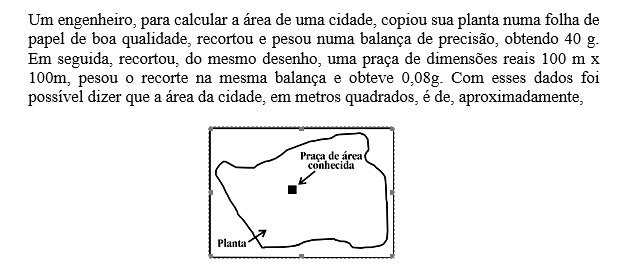 Um engenheiro, para calcular a área de uma cidade, copiou sua planta numa folha de
papel de boa qualidade, recortou e pesou numa balança de precisão, obtendo 40 g.
Em seguida, recortou, do mesmo desenho, uma praça de dimensões reais 100 m x
100m, pesou o recorte na mesma balança e obteve 0,08g. Com esses dados foi
possível dizer que a área da cidade, em metros quadrados, é de, aproximadamente,
Praça de área
conhecida
Planta